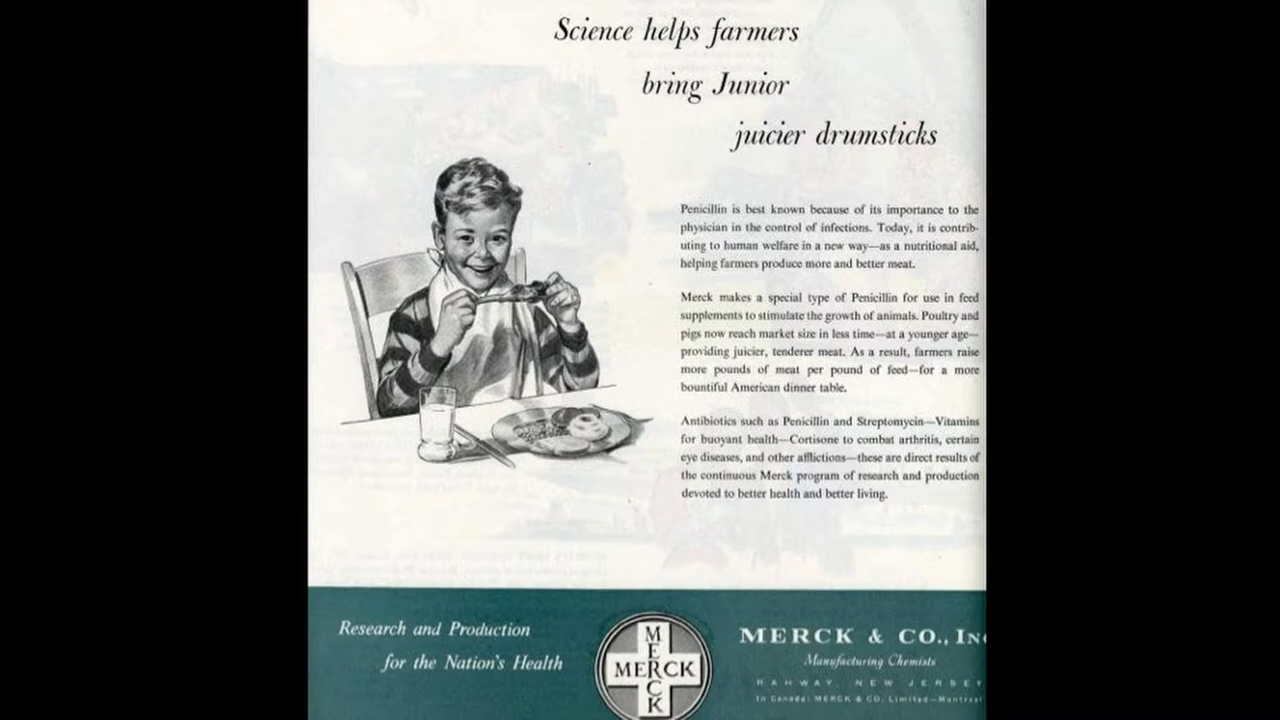 Science helps farmers
bring Junior
juicier drumsticks
Penicillin is best known because of its importance to the
physician in the control of infections. Today, it is contrib-
uting to human welfare in a new way—as a nutritional aid,
helping farmers produce more and better meat.
Merck makes a special type of Penicillin for use in feed
supplements to stimulate the growth of animals. Poultry and
pigs now reach market size in less time—at a younger age—
providing juicier, tenderer meat. As a result, farmers raise
more pounds of meat per pound of feed—for a more
bountiful American dinner table.
Antibiotics such as Penicillin and Streptomycin—Vitamins
for buoyant health—Cortisone to combat arthritis, certain
eye diseases, and other afflictions—these are direct results of
the continuous Merck program of research and production
devoted to better health and better living.
Research and Production
for the Nation's Health
MERCK
MERCK
MERCK & CO., INC
Manufacturing Chemists
RAHWAY, NEW JERSEY
In Canada: MERCK & CO. Limited—Montreal